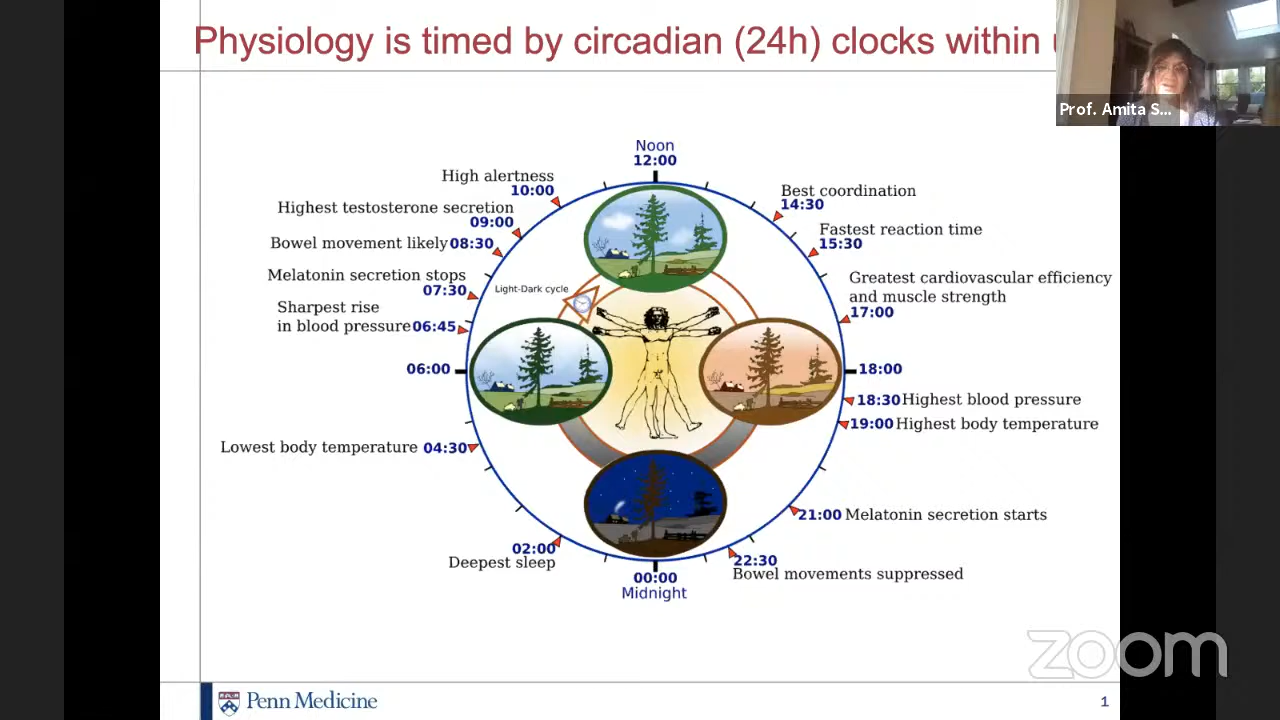 Physiology is timed by circadian (24h) clocks within
Prof. Amita S...
Noon
12:00
High alertness
10:00
Highest testosterone secretion
09:00
Bowel movement likely 08:30
Melatonin secretion stops
07:30
Sharpest rise
in blood pressure 06:45
06:00
Lowest body temperature 04:30
02:00
Deepest sleep
00:00
Midnight
Light-Dark cycle
Best coordination
14:30
Fastest reaction time
15:30
Greatest cardiovascular efficiency
and muscle strength
17:00
18:00
18:30 Highest blood pressure
19:00 Highest body temperature
21:00 Melatonin secretion starts
22:30
Bowel movements suppressed
zoom
Penn Medicine
1